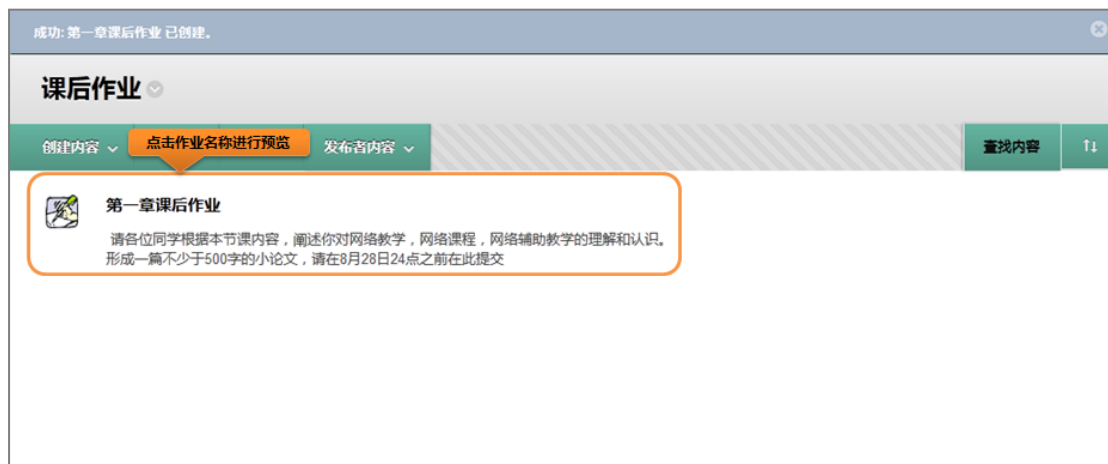 成功: 第一章课后作业 已创建。
课后作业
创建内容
点击作业名称进行预览
发布者内容
查找内容
第一章课后作业
请各位同学根据本节课内容，阐述你对网络教学，网络课程，网络辅助教学的理解和认识。
形成一篇不少于500字的小论文，请在8月28日24点之前在此提交